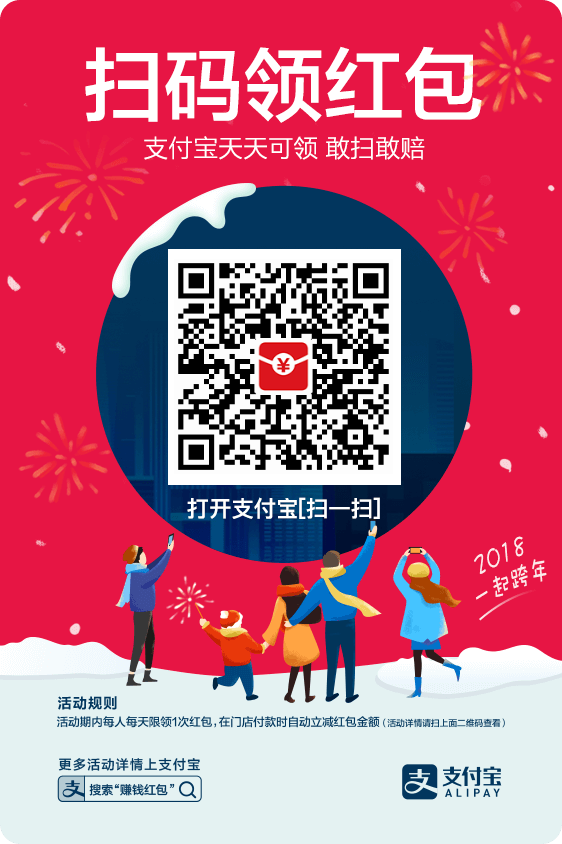 扫码领红包
支付宝天天可领 敢扫敢赔
¥
打开支付宝[扫一扫]
2018
一起跨年
活动规则
活动期内每人每天限领1次红包，在门店付款时自动立减红包金额（活动详情请扫上面二维码查看）
更多活动详情上支付宝
支 搜索“赚钱红包”
支 支付宝
ALIPAY